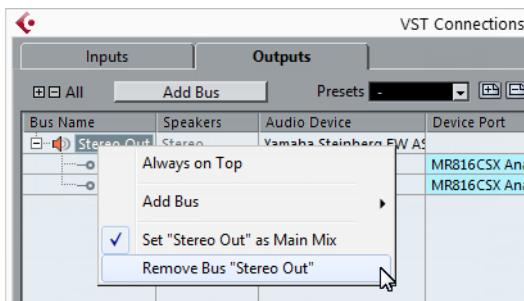 VST Connections
Inputs
Outputs
All
Add Bus
Presets -
Bus Name Speakers Audio Device Device Port
Stereo Out Stereo Yamaha Steinberg FW AS
Always on Top
MR816CSX Ana
MR816CSX Ana
Add Bus
Set "Stereo Out" as Main Mix
Remove Bus "Stereo Out"